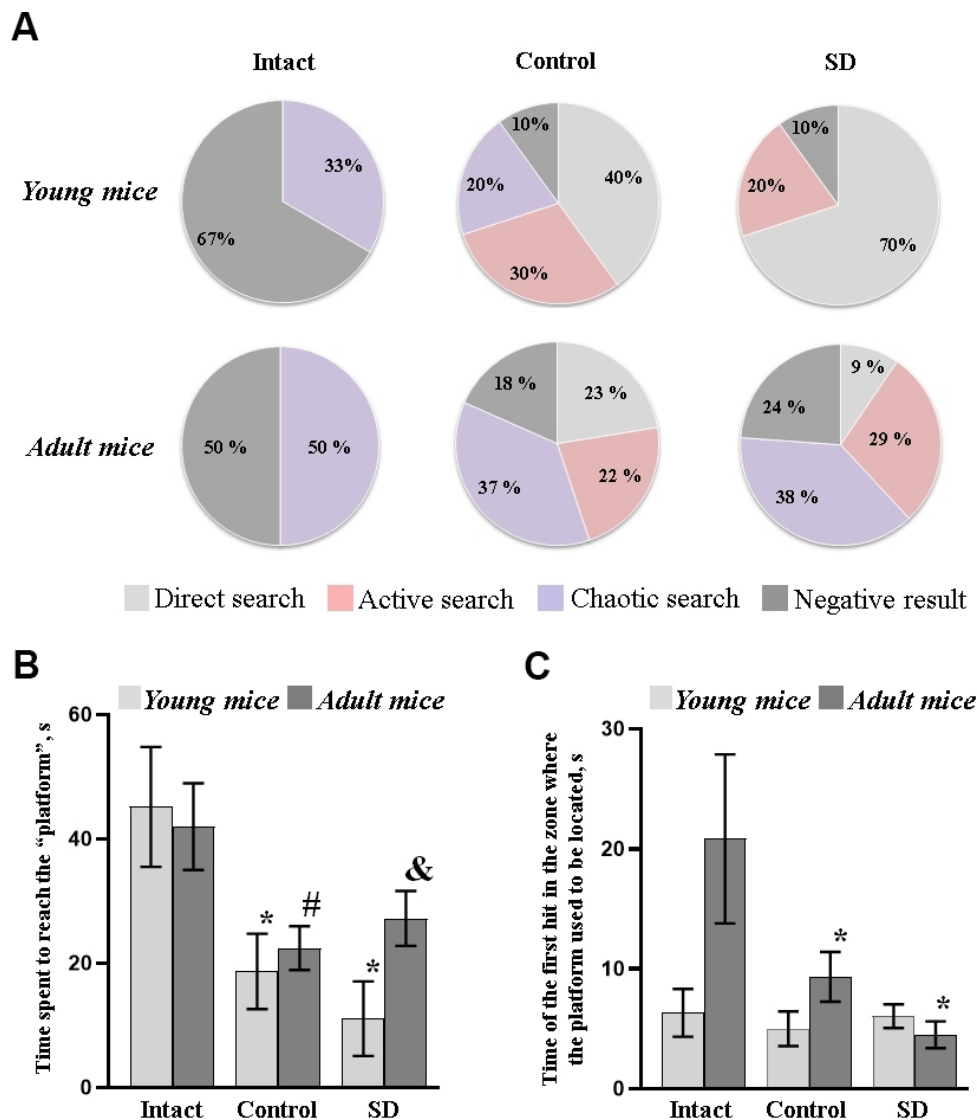 A
Intact Control SD
Young mice
33%
67%
10%
40%
20%
30%
10%
20%
70%
Adult mice
50 % 50 %
18 %
23 %
37 %
22 %
9 %
24 %
29 %
38 %
Direct search Active search Chaotic search Negative result
B
Young mice Adult mice
Time spent to reach the “platform”, s
60
40
20
0
*
#
*
&
Intact Control SD
C
Young mice Adult mice
Time of the first hit in the zone where
the platform used to be located, s
30
20
10
0
*
*
Intact Control SD